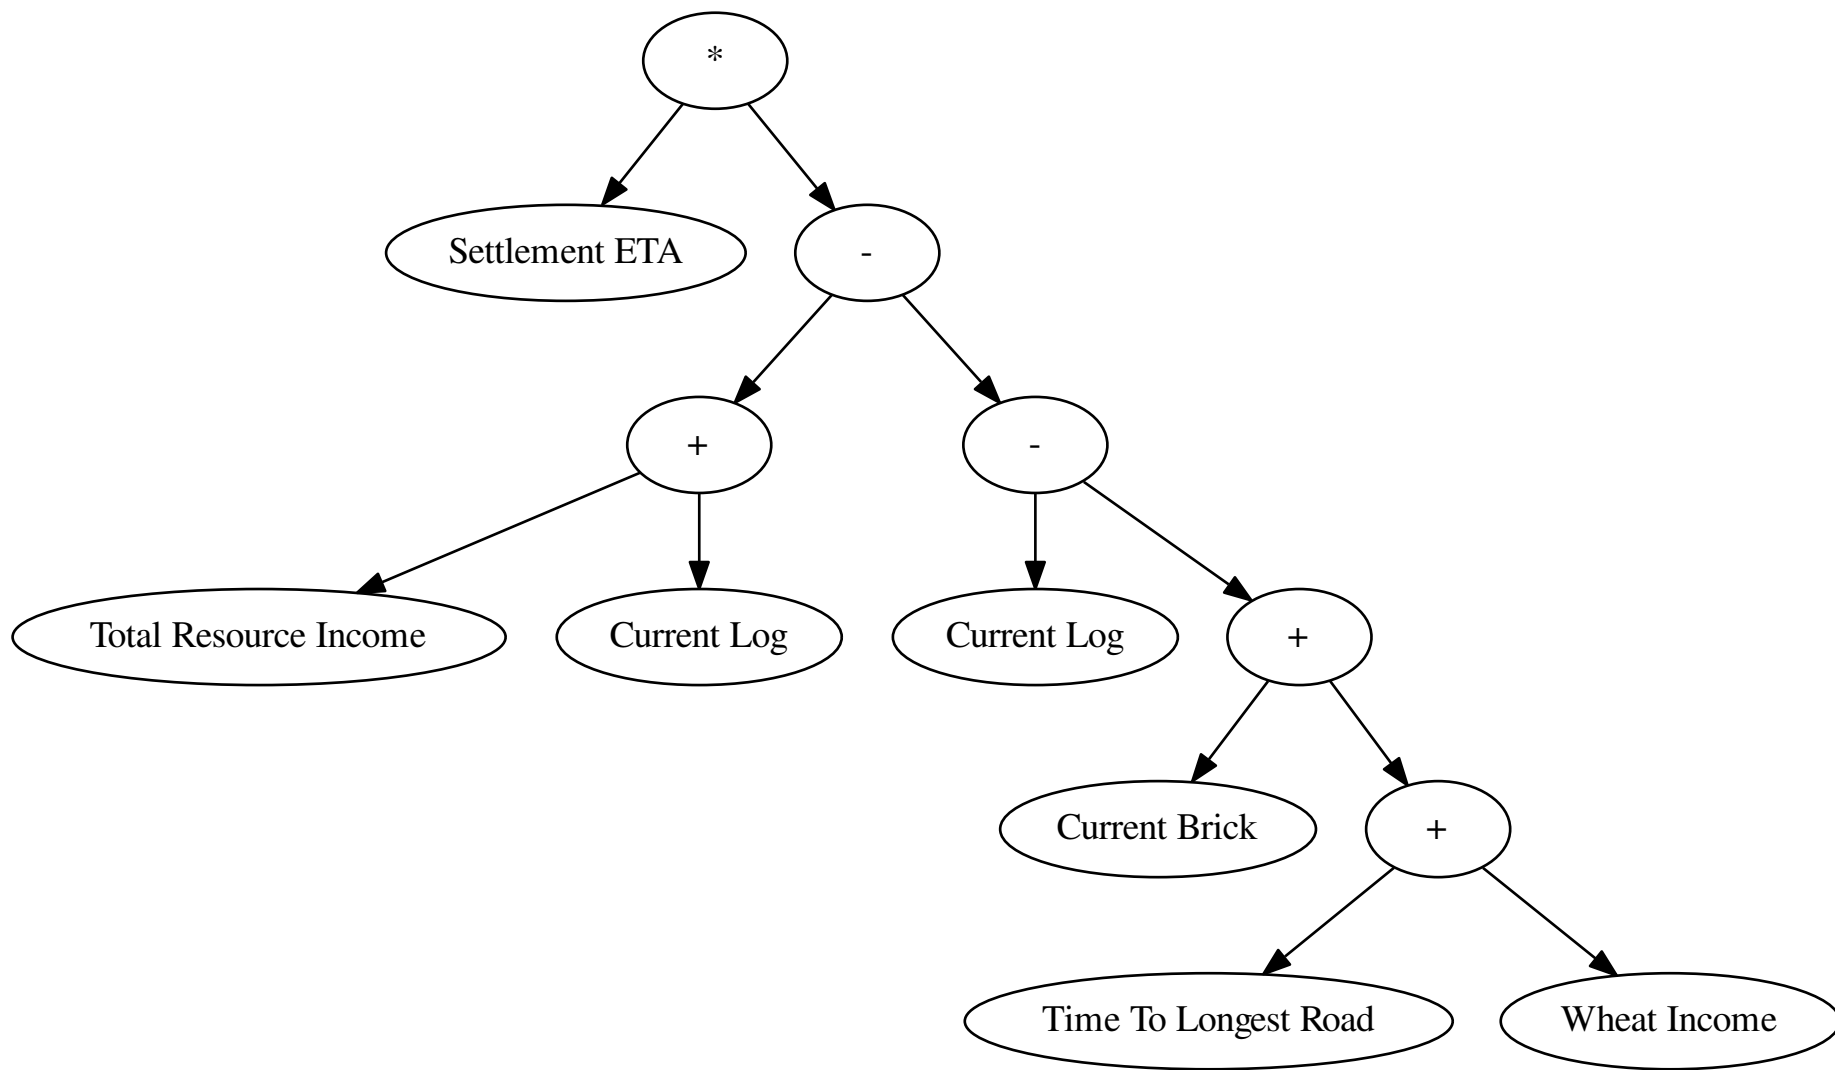 *
Settlement ETA
-
+
-
Total Resource Income
Current Log
Current Log
+
Current Brick
+
Time To Longest Road
Wheat Income